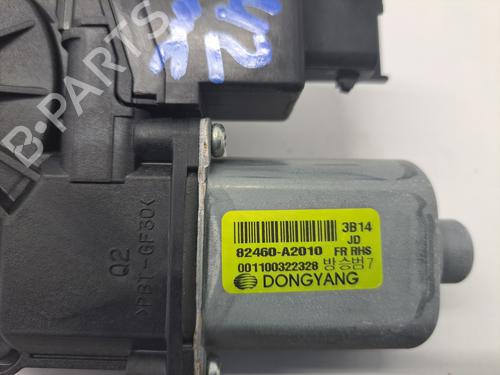 B-PARTS
Q2
>PBT-GF30<
3B14
JD
82460-A2010 FR RHS
001100322328 방승범7
DONGYANG